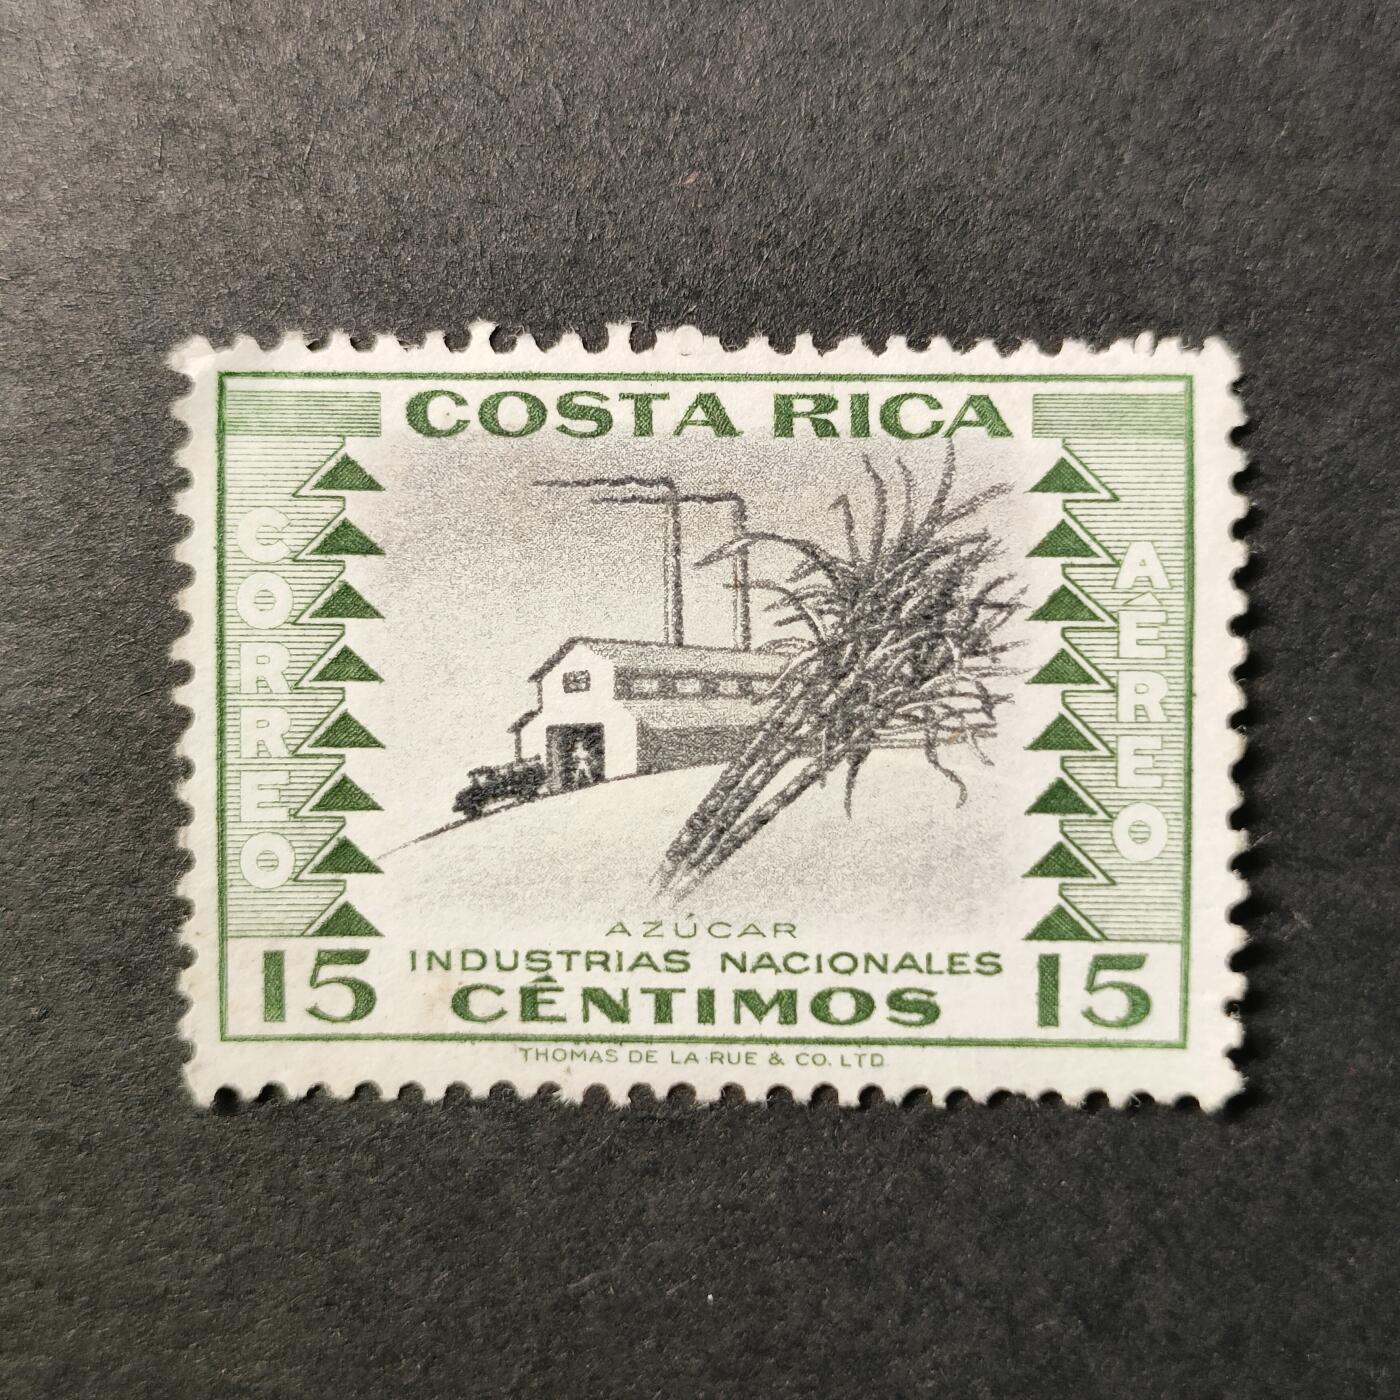 COSTA RICA
CORREO
AÉREO
AZÚCAR
15 INDUSTRIAS NACIONALES 15
CÉNTIMOS
THOMAS DE LA RUE & CO. LTD